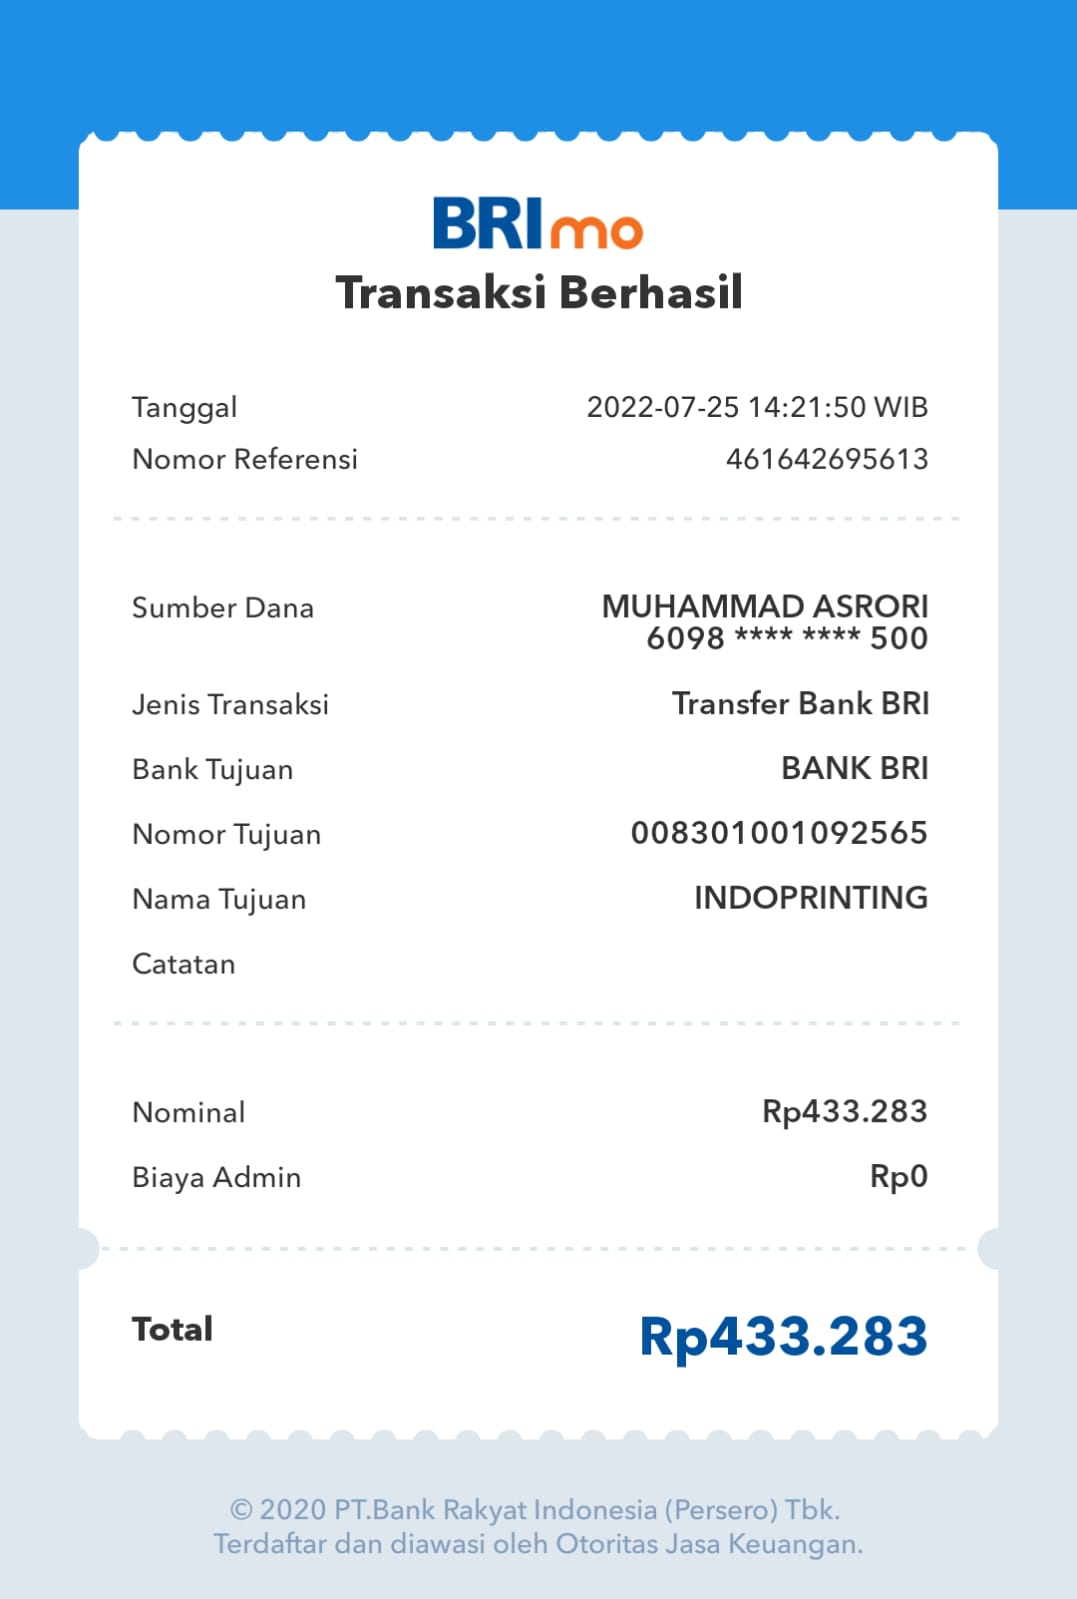 BRImo
Transaksi Berhasil
Tanggal 2022-07-25 14:21:50 WIB
Nomor Referensi 461642695613
Sumber Dana MUHAMMAD ASRORI
6098 **** **** 500
Jenis Transaksi Transfer Bank BRI
Bank Tujuan BANK BRI
Nomor Tujuan 008301001092565
Nama Tujuan INDOPRINTING
Catatan
Nominal Rp433.283
Biaya Admin Rp0
Total Rp433.283
© 2020 PT.Bank Rakyat Indonesia (Persero) Tbk.
Terdaftar dan diawasi oleh Otoritas Jasa Keuangan.